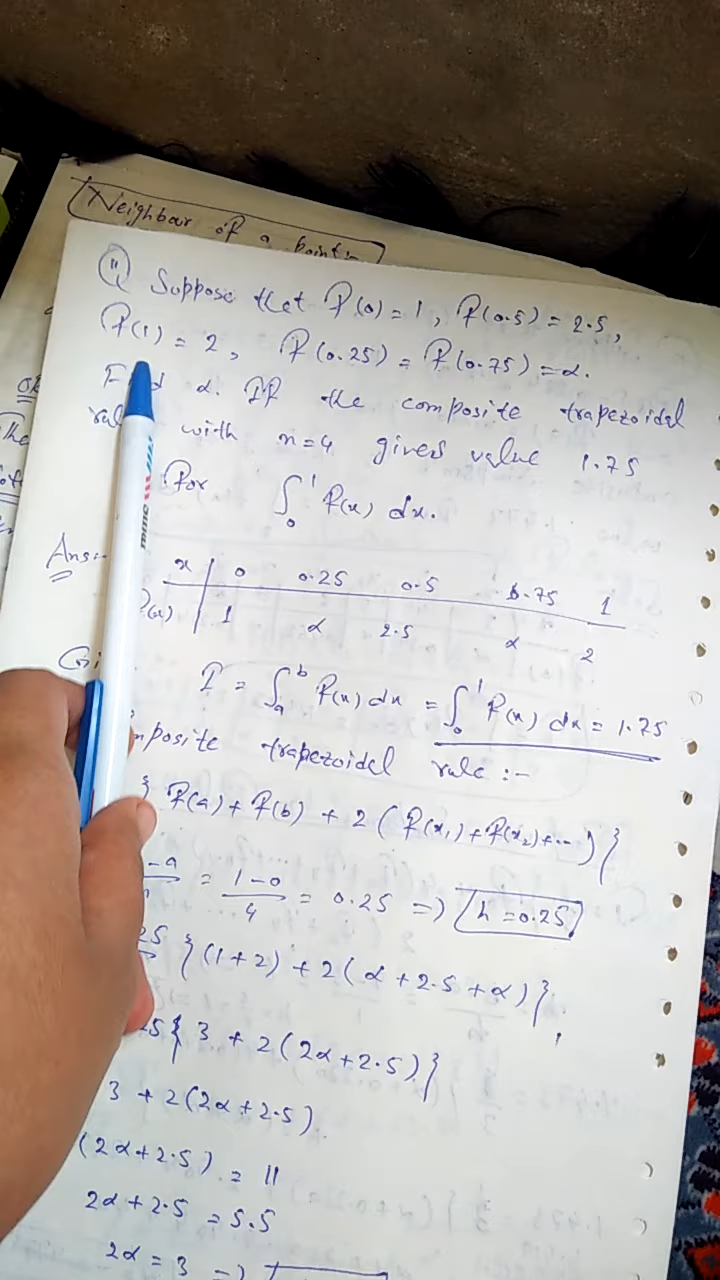 Neighbour of a point:-
Q Suppose that f(0) = 1, f(0.5) = 2.5,
f(1) = 2, f(0.25) = f(0.75) = α.
α. If the composite trapezoidal
with n=4 gives value 1.75
For ∫₀¹ f(x) dx.
Ans:-
x 0 0.25 0.5 0.75 1
(x) 1 α 2.5 α 2
I = ∫ₐᵇ f(x) dx = ∫₀¹ f(x) dx = 1.75
mposite trapezoidal rule :-
{ f(a) + f(b) + 2 ( f(x₁) + f(x₂) + ... ) }
-a = 1-0/4 = 0.25 => h = 0.25
25 { (1+2) + 2 ( α + 2.5 + α ) },
25 { 3 + 2 ( 2α + 2.5 ) }
3 + 2 ( 2α + 2.5 )
( 2α + 2.5 ) = 11
2α + 2.5 = 5.5
2α = 3 =>